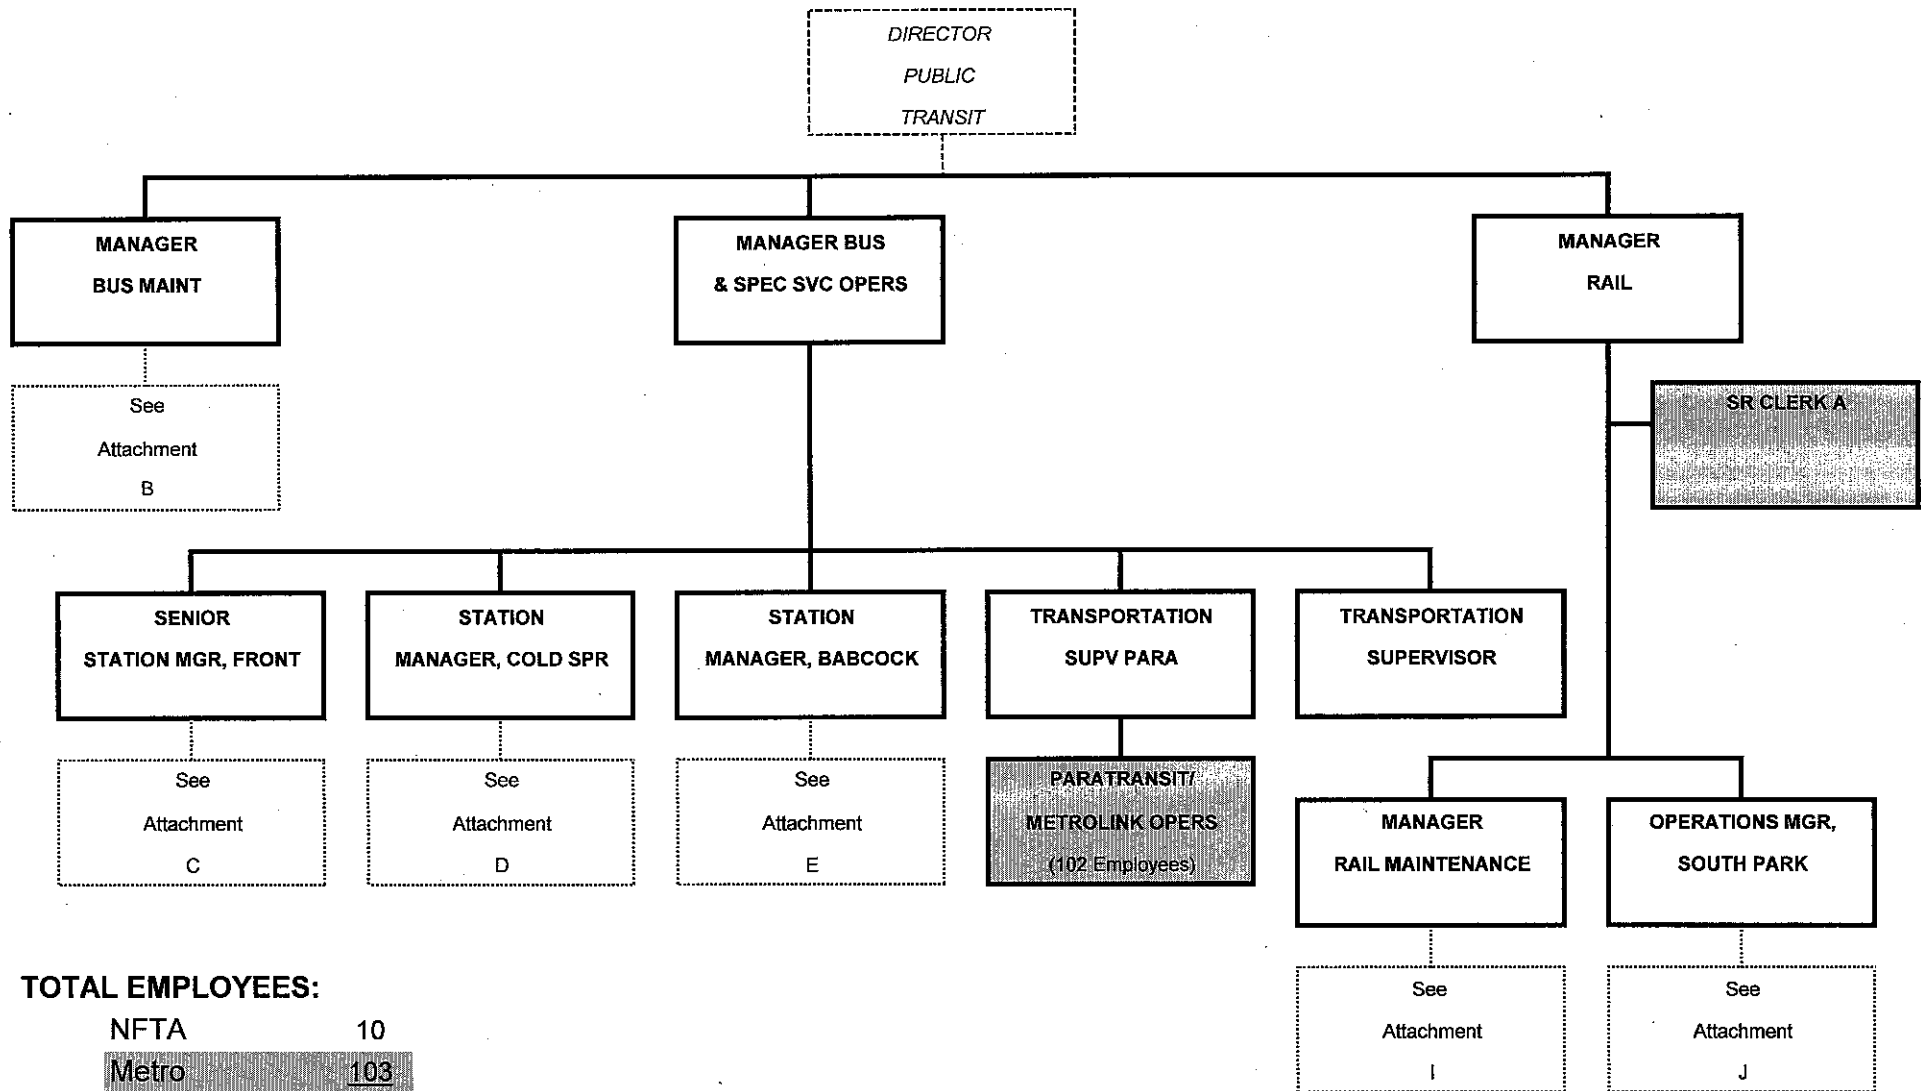 DIRECTOR
PUBLIC
TRANSIT
MANAGER
BUS MAINT
MANAGER BUS
& SPEC SVC OPERS
MANAGER
RAIL
See
Attachment
B
SR CLERK A
SENIOR
STATION MGR, FRONT
STATION
MANAGER, COLD SPR
STATION
MANAGER, BABCOCK
TRANSPORTATION
SUPV PARA
TRANSPORTATION
SUPERVISOR
See
Attachment
C
See
Attachment
D
See
Attachment
E
PARATRANSIT/
METROLINK OPERS
(102 Employees)
MANAGER
RAIL MAINTENANCE
OPERATIONS MGR,
SOUTH PARK
See
Attachment
I
See
Attachment
J
TOTAL EMPLOYEES:
NFTA 10
Metro 103